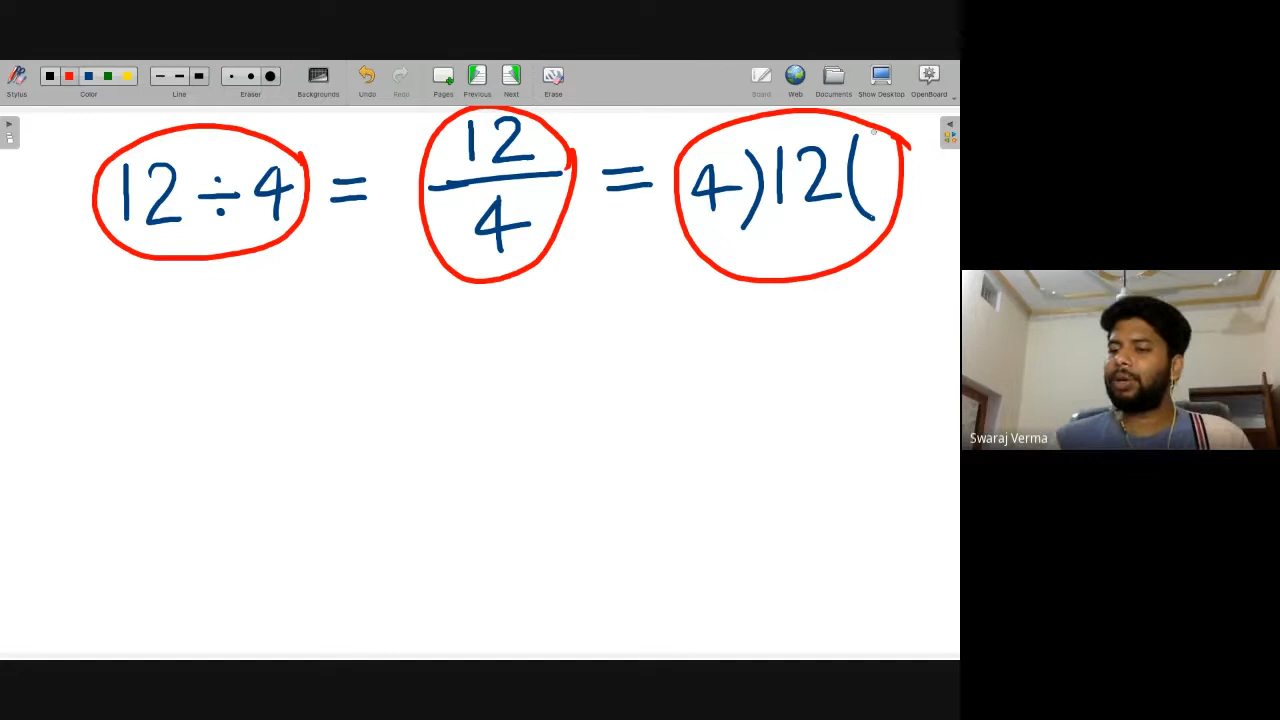 Stylus Color Line Eraser Backgrounds Undo Redo Pages Previous Next Erase Board Web Documents Show Desktop OpenBoard
12 ÷ 4 = 12/4 = 4)12(
Swaraj Verma